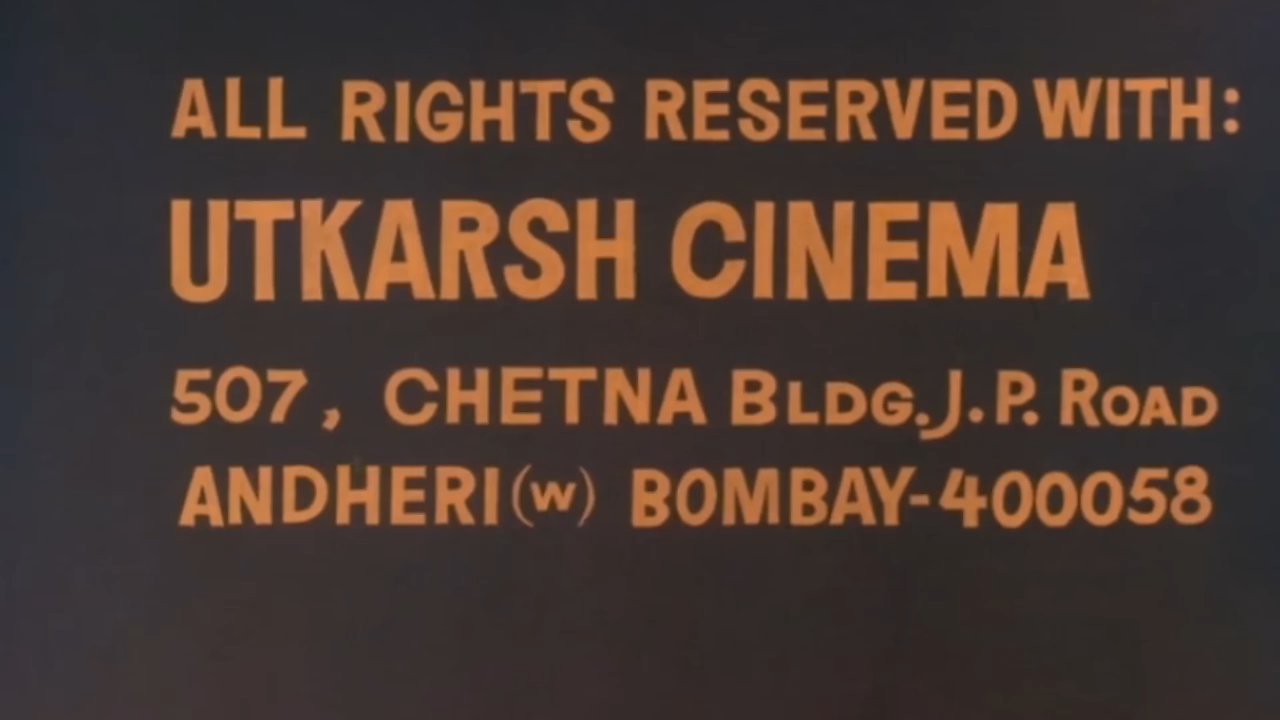 ALL RIGHTS RESERVED WITH:
UTKARSH CINEMA
507, CHETNA BLDG. J.P. ROAD
ANDHERI (W) BOMBAY-400058